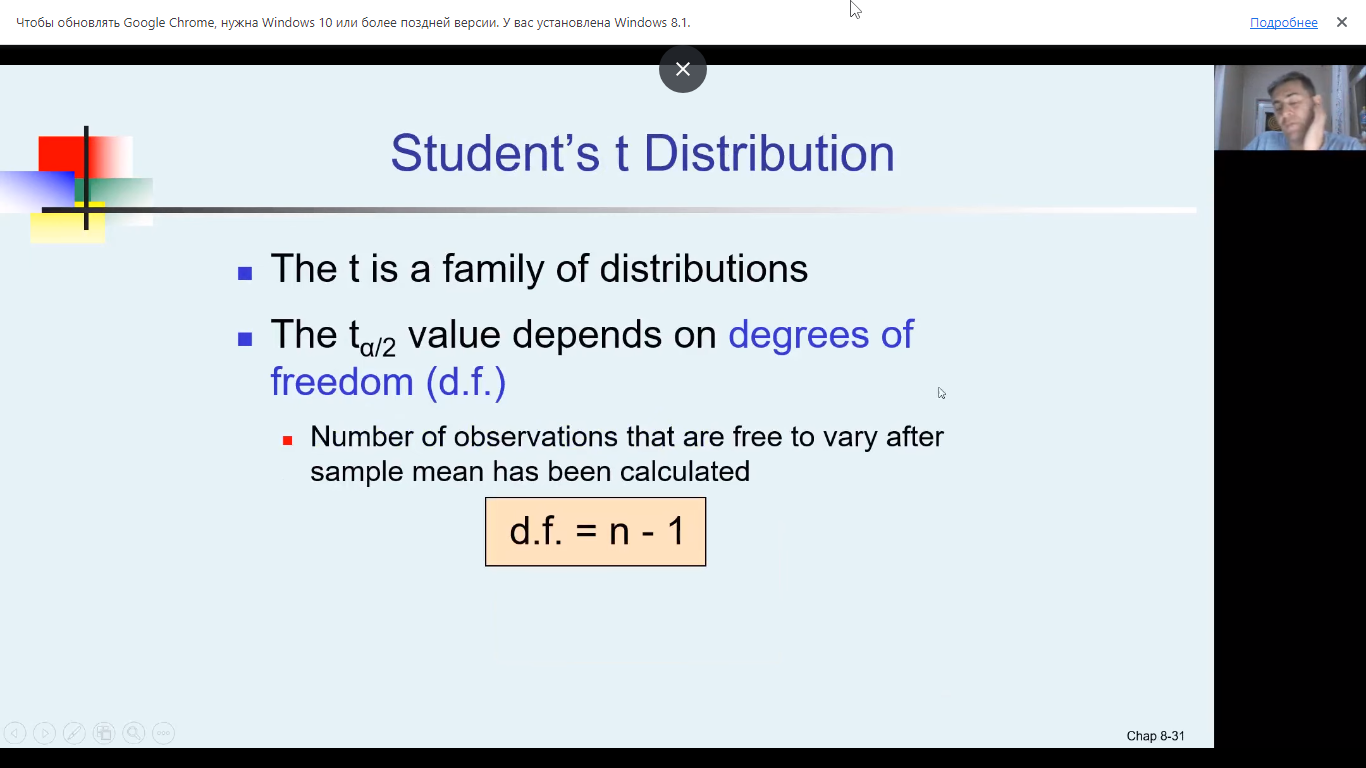 Чтобы обновлять Google Chrome, нужна Windows 10 или более поздней версии. У вас установлена Windows 8.1.
Подробнее
Student’s t Distribution
The t is a family of distributions
The tα/2 value depends on degrees of
freedom (d.f.)
Number of observations that are free to vary after
sample mean has been calculated
d.f. = n - 1
Chap 8-31